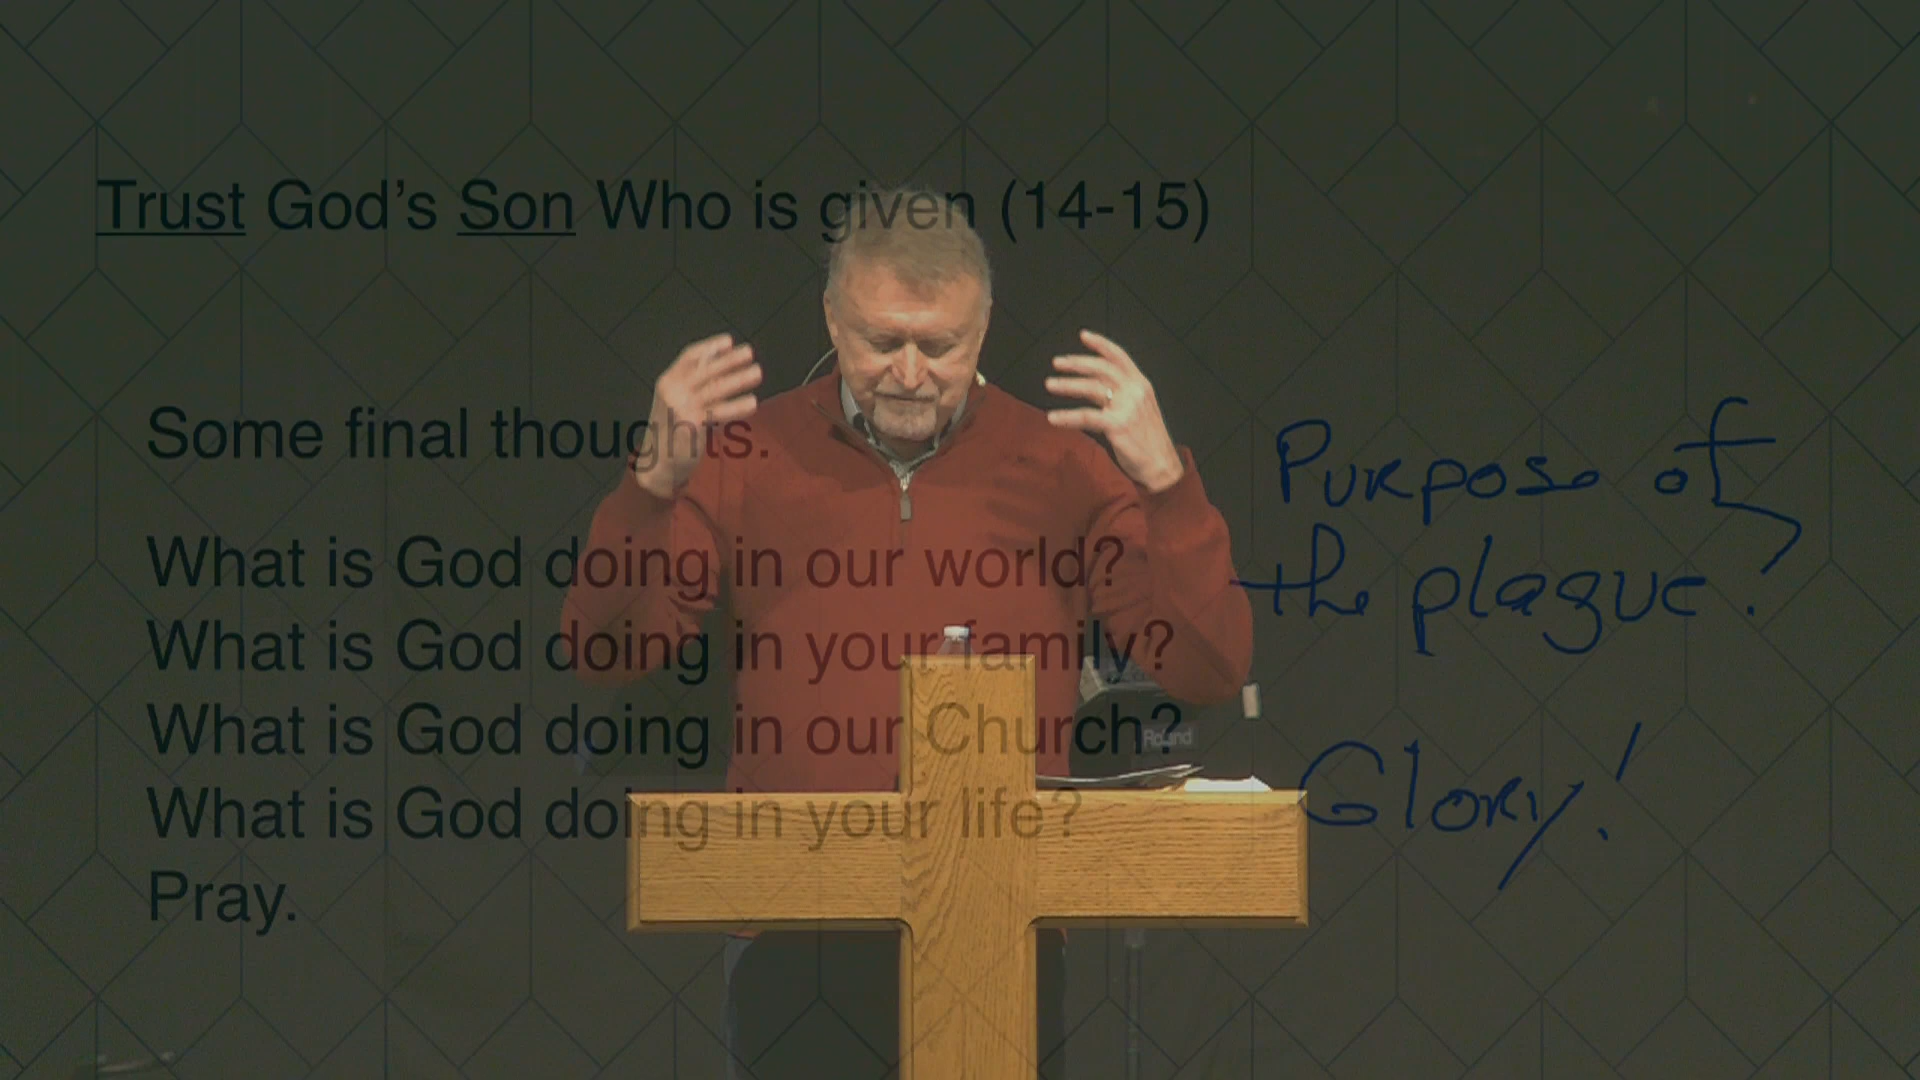 Trust God’s Son Who is given (14-15)
Some final thoughts.
What is God doing in our world?
What is God doing in your family?
What is God doing in our Church?
What is God doing in your life?
Pray.
Purpose of
the plague?
Glory!
Roland